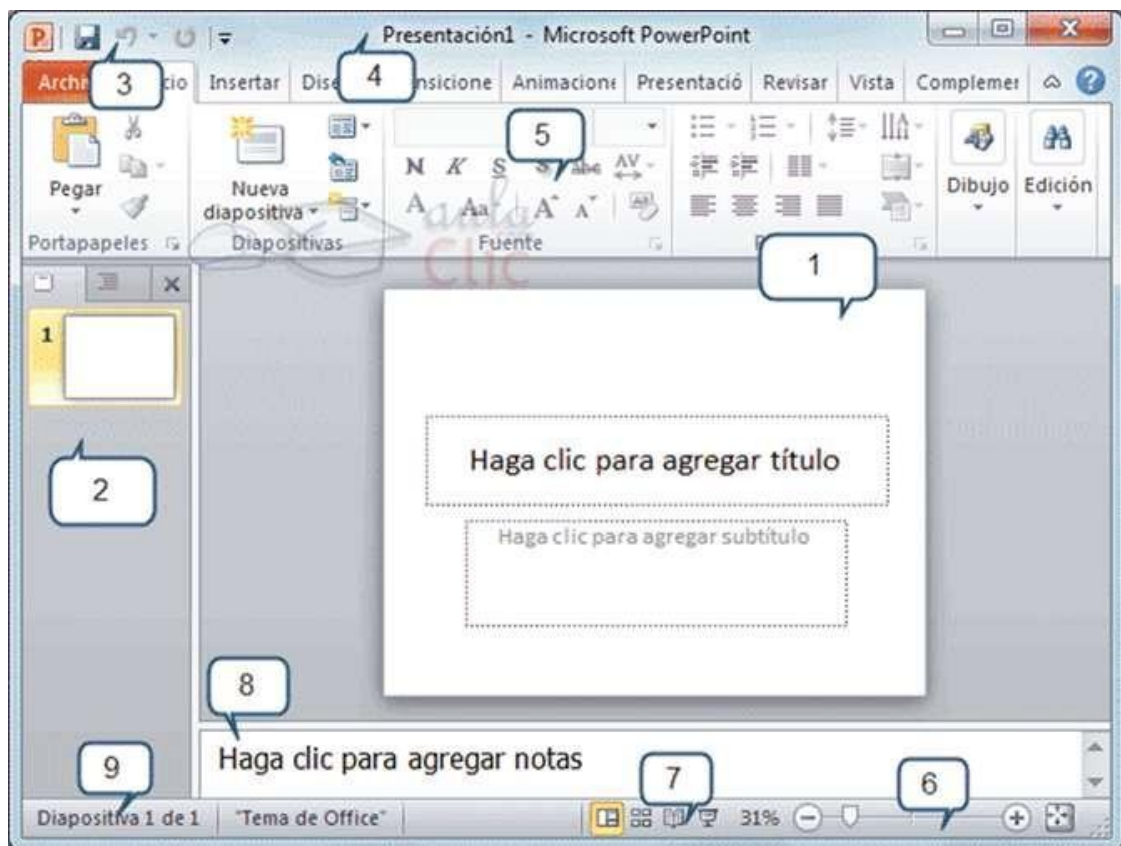 Presentación1 - Microsoft PowerPoint
3
4
Archi cio Insertar Dise nsicione Animacione Presentació Revisar Vista Complemer
5
N K S S abc AV
Pegar
Nueva
diapositiva
A Aa A A
Dibujo Edición
Portapapeles Diapositivas Fuente
aula
Clic
1
1
Haga clic para agregar título
2
Haga clic para agregar subtítulo
8
Haga clic para agregar notas
9
7
6
Diapositiva 1 de 1 "Tema de Office" 31%